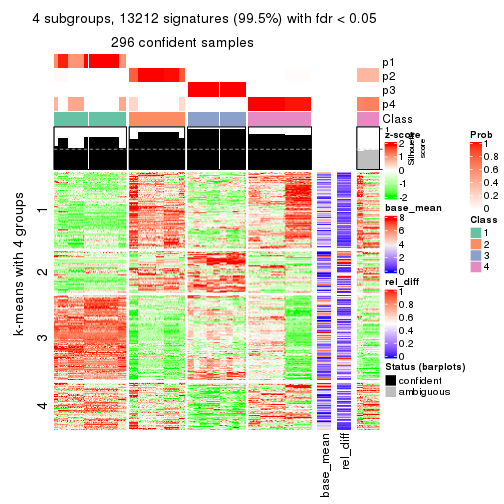 4 subgroups, 13212 signatures (99.5%) with fdr < 0.05
296 confident samples
p1
p2
p3
p4
Class
1
Silhouette
score
z-score
2
1
0
-1
-2
base_mean
8
6
4
2
0
rel_diff
1
0.8
0.6
0.4
0.2
0
Status (barplots)
confident
ambiguous
Prob
1
0.8
0.6
0.4
0.2
0
Class
1
2
3
4
k-means with 4 groups
1
2
3
4
base_mean
rel_diff